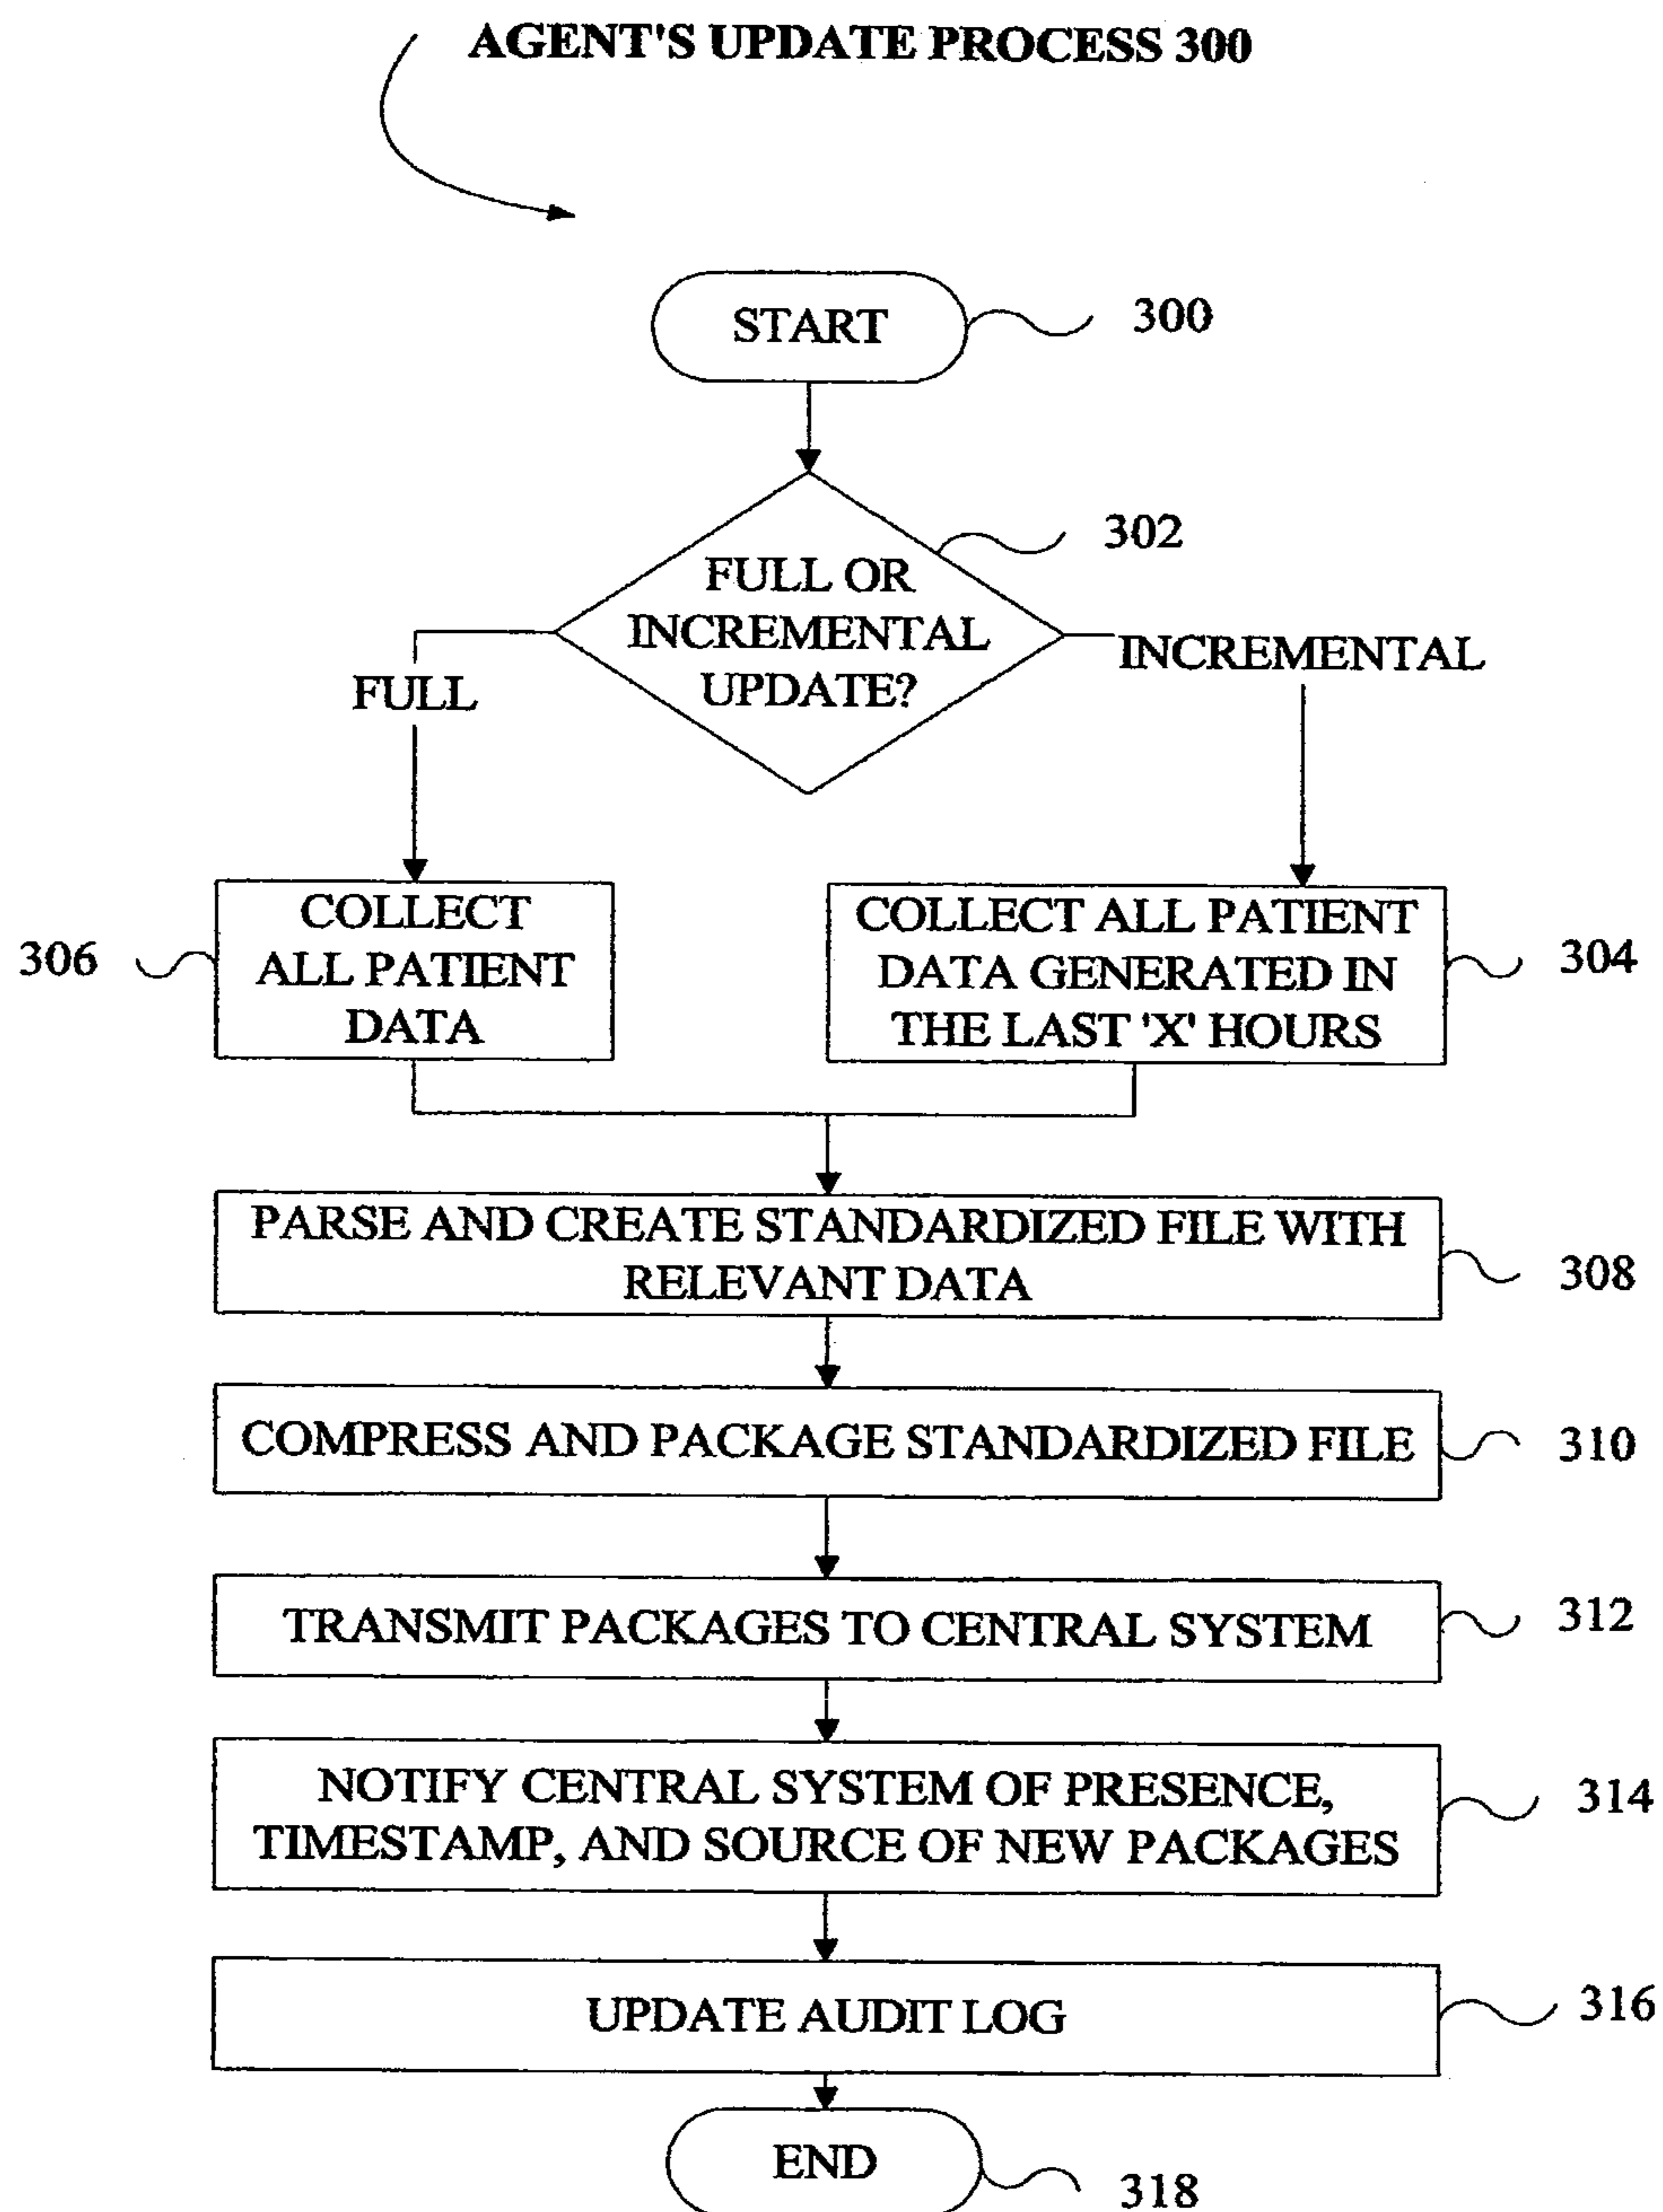 AGENT'S UPDATE PROCESS 300
START
300
302
FULL OR
INCREMENTAL
UPDATE?
FULL
INCREMENTAL
306
COLLECT
ALL PATIENT
DATA
COLLECT ALL PATIENT
DATA GENERATED IN
THE LAST 'X' HOURS
304
PARSE AND CREATE STANDARDIZED FILE WITH
RELEVANT DATA
308
COMPRESS AND PACKAGE STANDARDIZED FILE
310
TRANSMIT PACKAGES TO CENTRAL SYSTEM
312
NOTIFY CENTRAL SYSTEM OF PRESENCE,
TIMESTAMP, AND SOURCE OF NEW PACKAGES
314
UPDATE AUDIT LOG
316
END
318